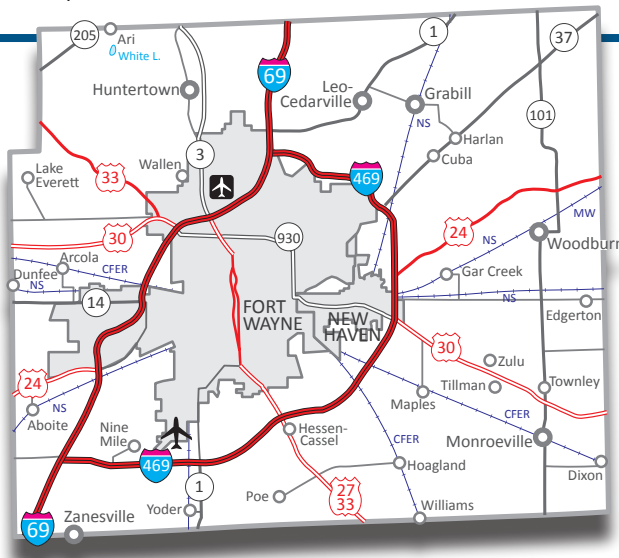 205
Ari
White L.
1
37
69
Huntertown
Leo-
Cedarville
Grabill
101
NS
Harlan
3
Cuba
Wallen
Lake
Everett
33
469
24
MW
30
930
NS
Woodburn
Arcola
CFER
Gar Creek
Dunfee
NS
NS
14
FORT
WAYNE
NEW
HAVEN
Edgerton
30
Zulu
24
Tillman
Townley
NS
Maples
CFER
Aboite
Nine
Mile
Hessen-
Cassel
Monroeville
CFER
469
Hoagland
Dixon
1
Poe
27
33
Yoder
Williams
69
Zanesville